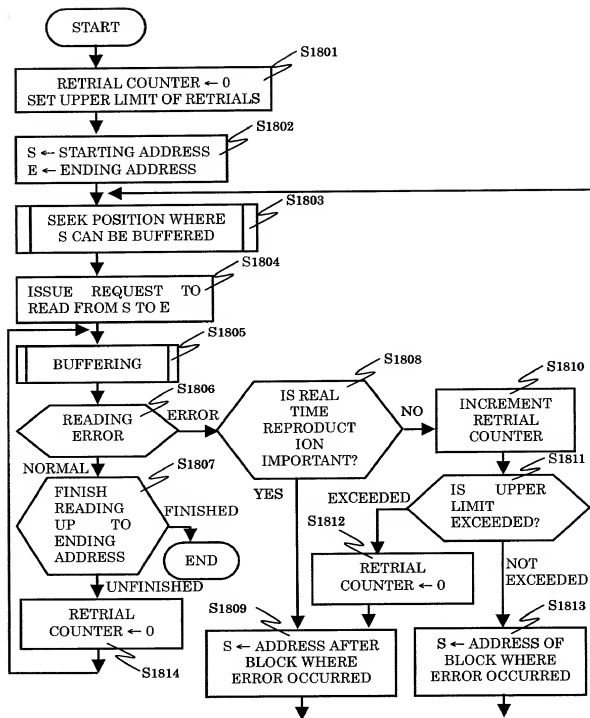 START
S1801
RETRIAL COUNTER ← 0
SET UPPER LIMIT OF RETRIALS
S1802
S ← STARTING ADDRESS
E ← ENDING ADDRESS
S1803
SEEK POSITION WHERE
S CAN BE BUFFERED
S1804
ISSUE REQUEST TO
READ FROM S TO E
S1805
BUFFERING
S1806
READING
ERROR
ERROR
NORMAL
S1807
FINISH
READING
UP TO
ENDING
ADDRESS
FINISHED
END
UNFINISHED
RETRIAL
COUNTER ← 0
S1814
S1808
IS REAL
TIME
REPRODUCT
ION
IMPORTANT?
NO
YES
S1810
INCREMENT
RETRIAL
COUNTER
S1811
IS UPPER
LIMIT
EXCEEDED?
EXCEEDED
S1812
RETRIAL
COUNTER ← 0
NOT
EXCEEDED
S1809
S ← ADDRESS AFTER
BLOCK WHERE
ERROR OCCURRED
S1813
S ← ADDRESS OF
BLOCK WHERE
ERROR OCCURRED